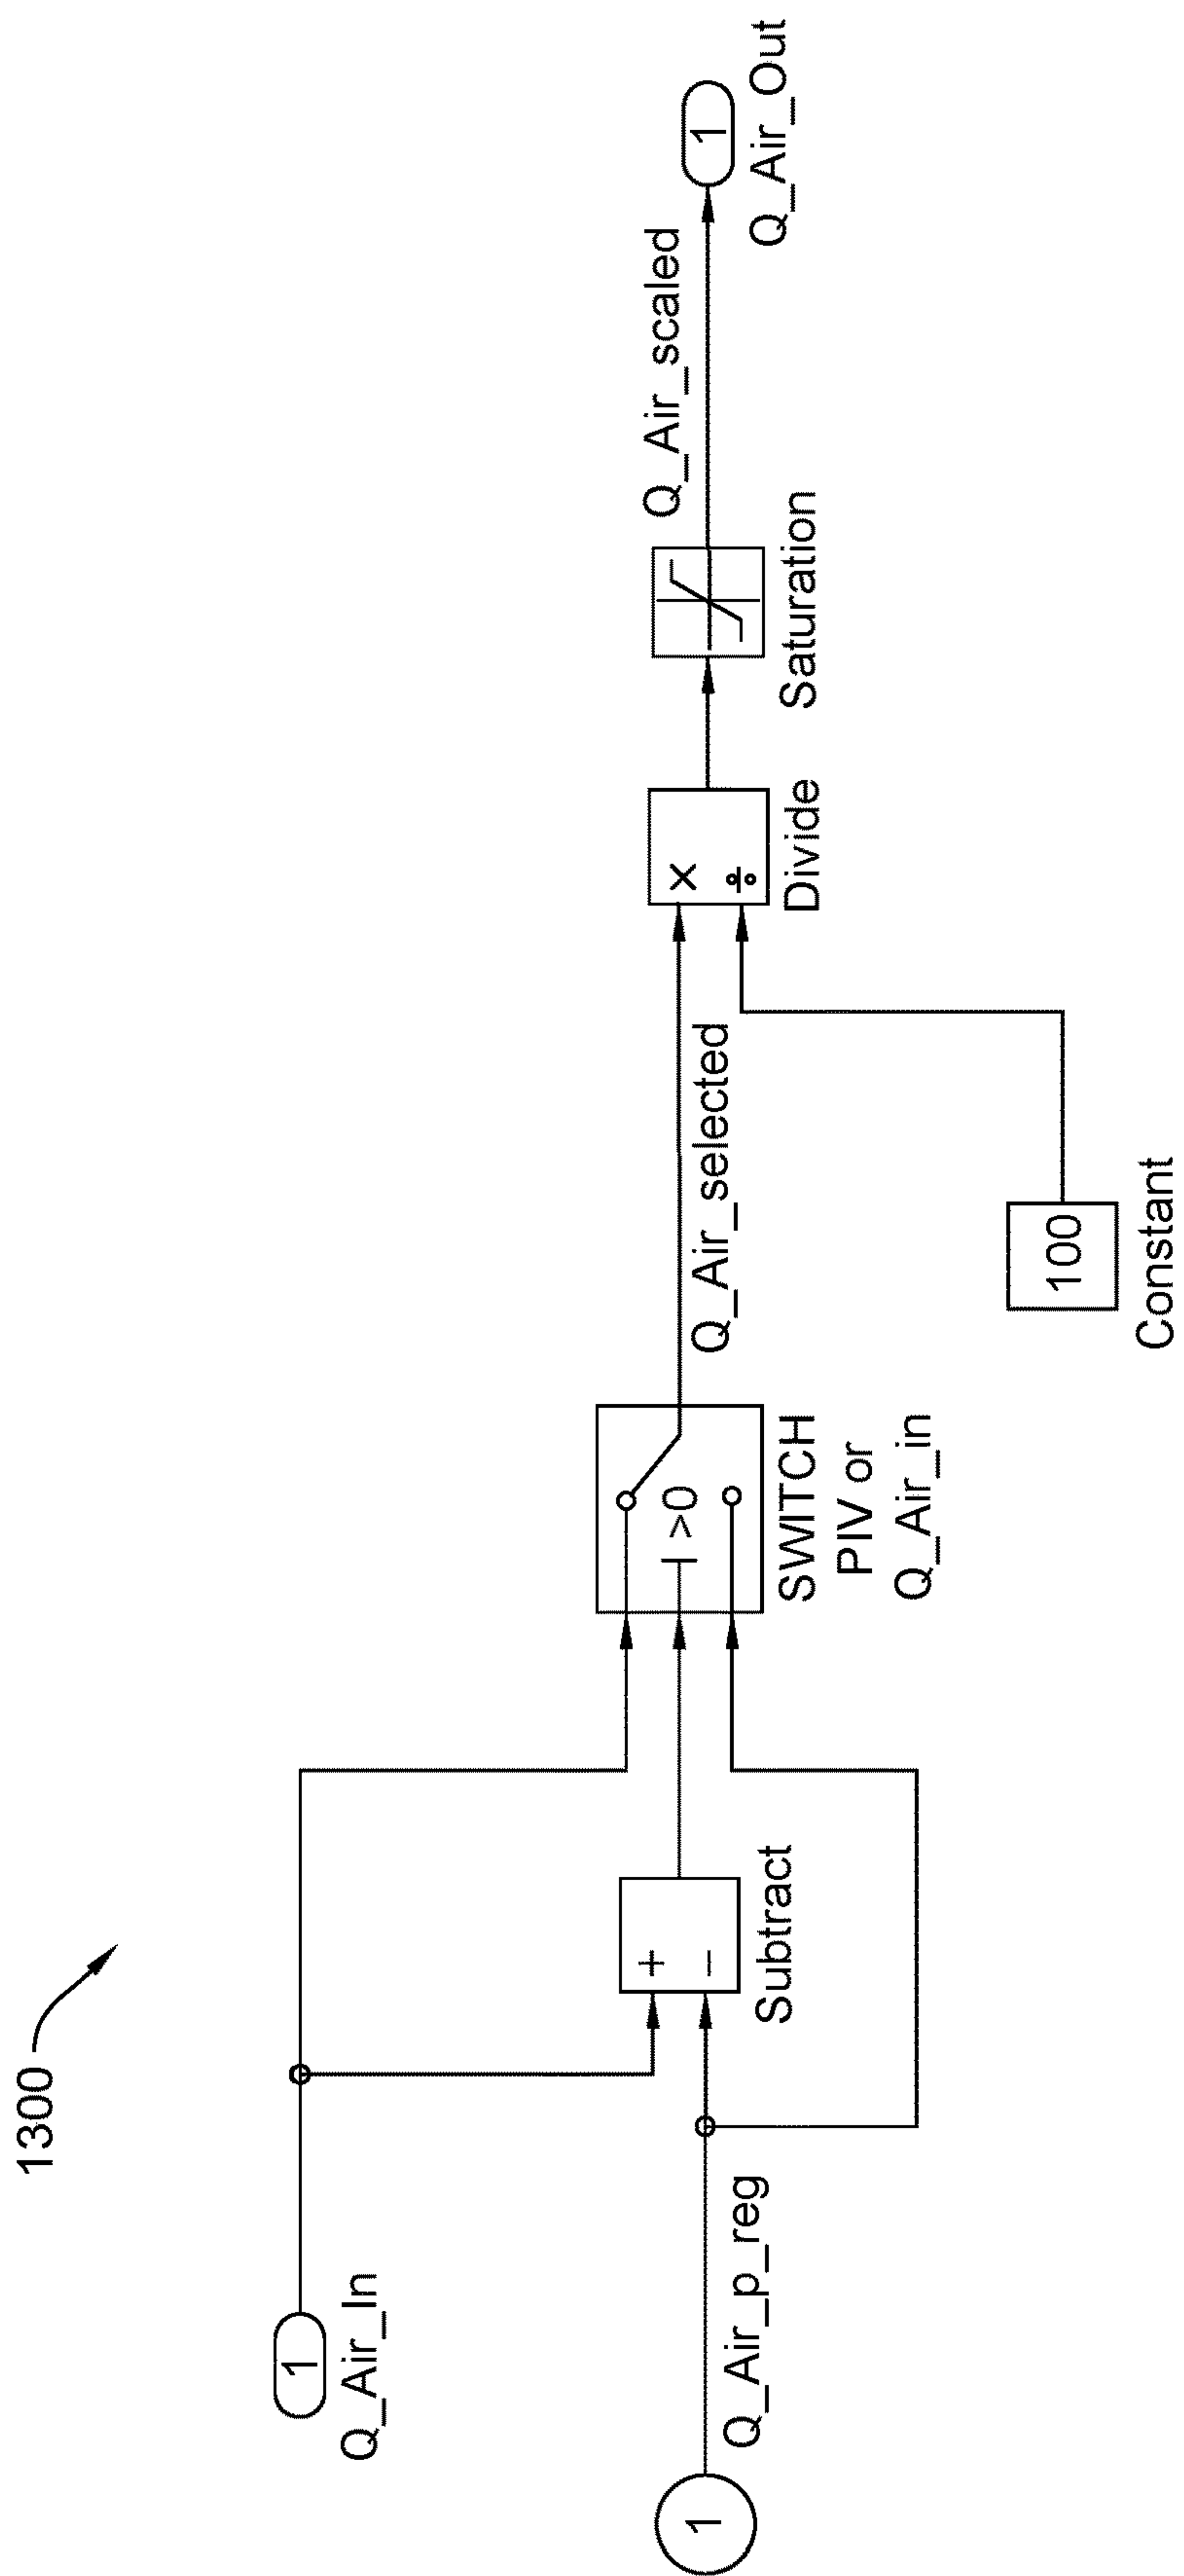 1300
1
Q_Air_In
1
Q_Air_p_reg
+
−
Subtract
>0
SWITCH
PIV or
Q_Air_in
Q_Air_selected
100
Constant
×
÷
Divide
Saturation
Q_Air_scaled
1
Q_Air_Out